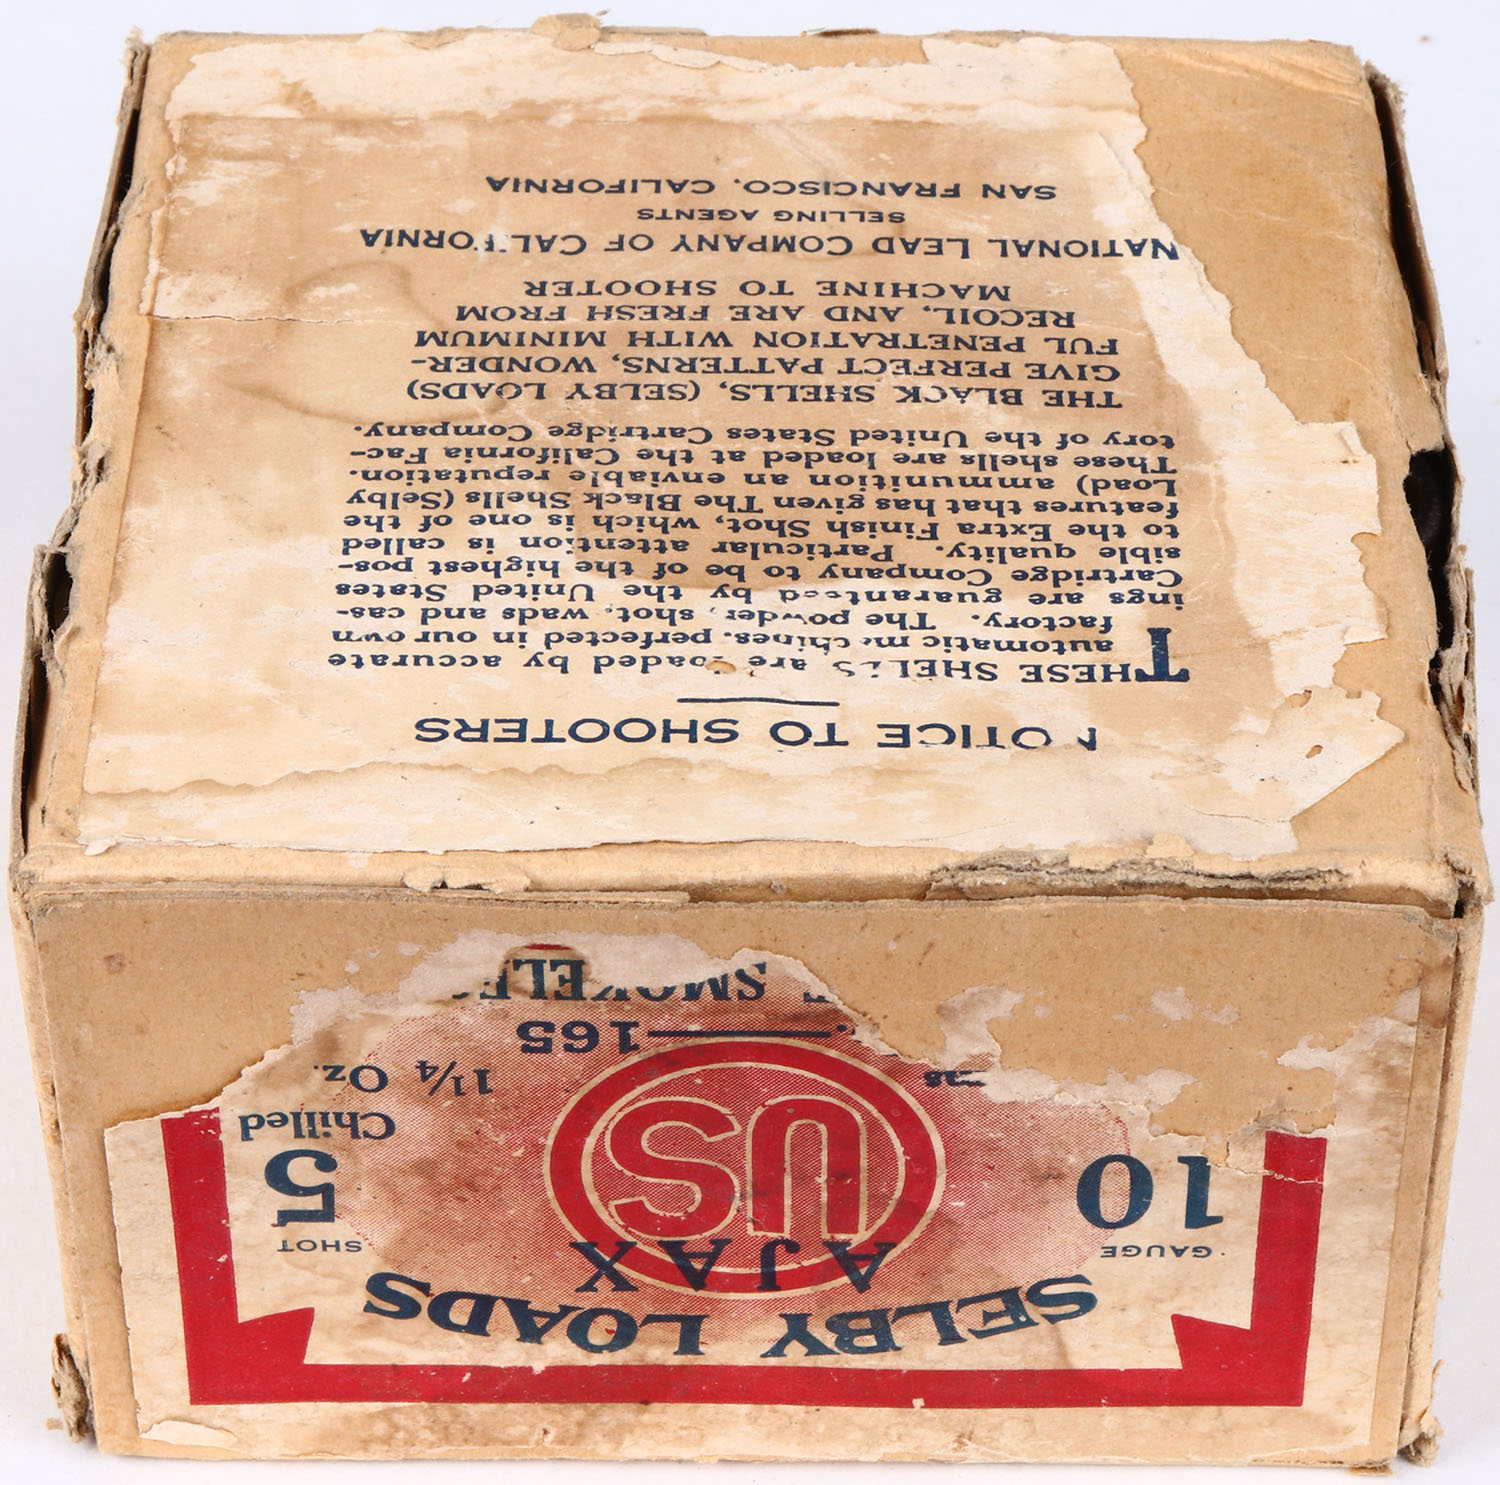 NOTICE TO SHOOTERS
THESE SHELLS are loaded by accurate
automatic machines, perfected in our own
factory. The powder, shot, wads and cas-
ings are guaranteed by the United States
Cartridge Company to be of the highest pos-
sible quality. Particular attention is called
to the Extra Finish Shot, which is one of the
features that has given The Black Shells (Selby
Load) ammunition an enviable reputation.
These shells are loaded at the California Fac-
tory of the United States Cartridge Company.
THE BLACK SHELLS, (SELBY LOADS)
GIVE PERFECT PATTERNS, WONDER-
FUL PENETRATION WITH MINIMUM
RECOIL, AND ARE FRESH FROM
MACHINE TO SHOOTER
NATIONAL LEAD COMPANY OF CALIFORNIA
SELLING AGENTS
SAN FRANCISCO, CALIFORNIA
SELBY LOADS
AJAX
GAUGE
10
SHOT
5
Chilled
1¼ Oz.
US
165
SMOKELES